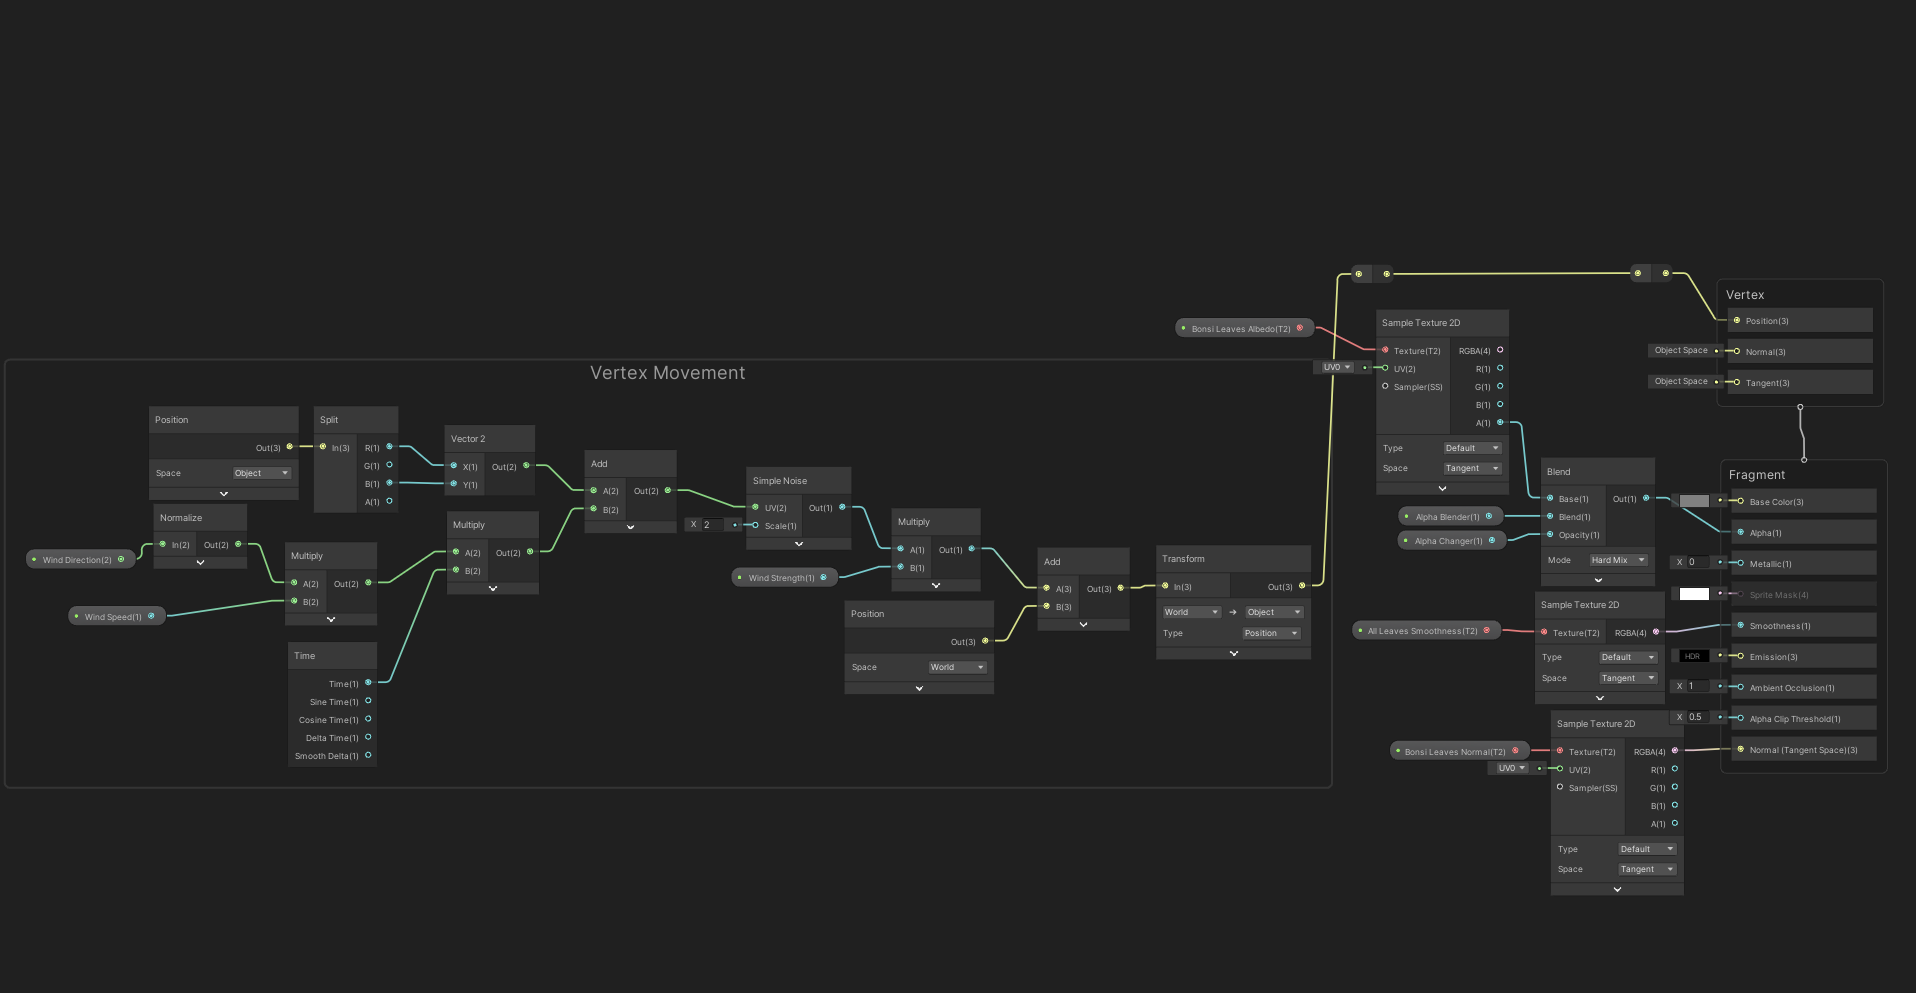 Vertex Movement
Position
Out(3)
Space Object
Split
In(3) R(1)
G(1)
B(1)
A(1)
Vector 2
X(1) Out(2)
Y(1)
Normalize
In(2) Out(2)
Wind Direction(2)
Wind Speed(1)
Multiply
A(2) Out(2)
B(2)
Time
Time(1)
Sine Time(1)
Cosine Time(1)
Delta Time(1)
Smooth Delta(1)
Multiply
A(2) Out(2)
B(2)
Add
A(2) Out(2)
B(2)
Simple Noise
UV(2) Out(1)
X 2 Scale(1)
Wind Strength(1)
Multiply
A(1) Out(1)
B(1)
Position
Out(3)
Space World
Add
A(3) Out(3)
B(3)
Transform
In(3) Out(3)
World Object
Type Position
Bonsi Leaves Albedo(T2)
UV0
Sample Texture 2D
Texture(T2) RGBA(4)
UV(2) R(1)
Sampler(SS) G(1)
B(1)
A(1)
Type Default
Space Tangent
Alpha Blender(1)
Alpha Changer(1)
Blend
Base(1) Out(1)
Blend(1)
Opacity(1)
Mode Hard Mix
All Leaves Smoothness(T2)
Sample Texture 2D
Texture(T2) RGBA(4)
Type Default
Space Tangent
Bonsi Leaves Normal(T2)
UV0
Sample Texture 2D
Texture(T2) RGBA(4)
UV(2) R(1)
Sampler(SS) G(1)
B(1)
A(1)
Type Default
Space Tangent
Vertex
Position(3)
Object Space Normal(3)
Object Space Tangent(3)
Fragment
Base Color(3)
Alpha(1)
X 0 Metallic(1)
Sprite Mask(4)
Smoothness(1)
HDR Emission(3)
X 1 Ambient Occlusion(1)
X 0.5 Alpha Clip Threshold(1)
Normal (Tangent Space)(3)